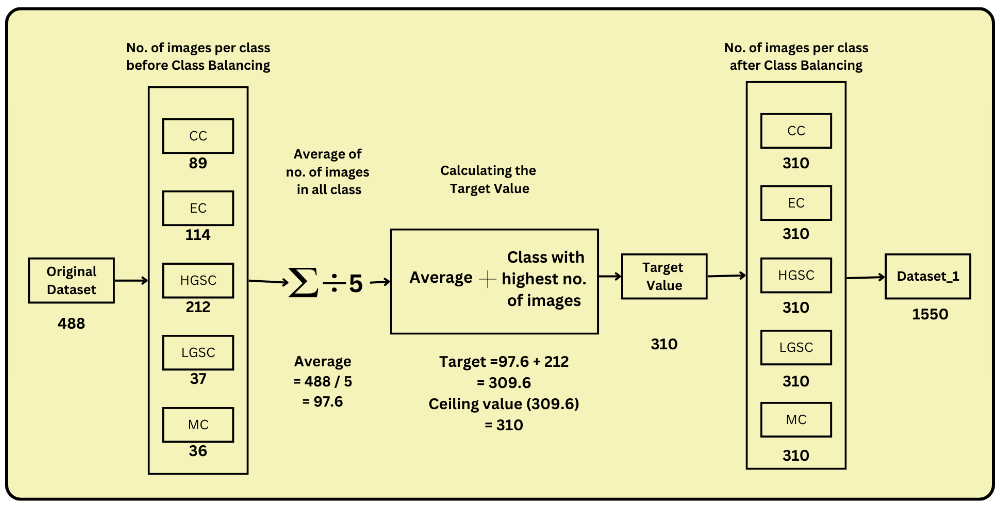 No. of images per class
before Class Balancing
No. of images per class
after Class Balancing
Original
Dataset
488
CC
89
EC
114
HGSC
212
LGSC
37
MC
36
Average of
no. of images
in all class
∑÷5
Average
= 488 / 5
= 97.6
Calculating the
Target Value
Average +
Class with
highest no.
of images
Target =97.6 + 212
= 309.6
Ceiling value (309.6)
= 310
Target
Value
310
CC
310
EC
310
HGSC
310
LGSC
310
MC
310
Dataset_1
1550